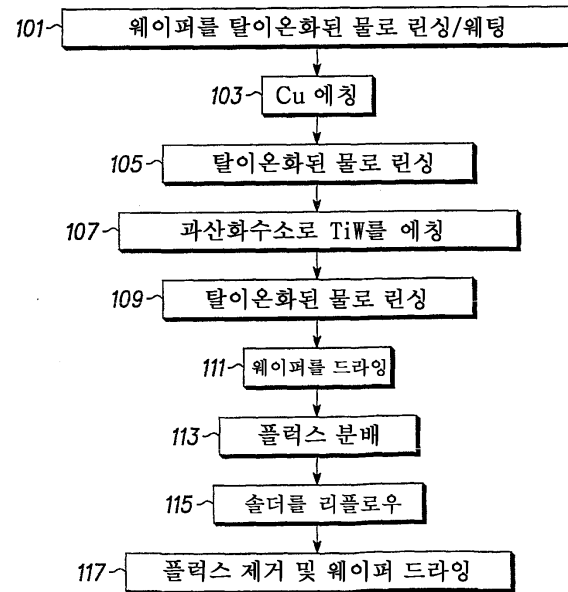 101 웨이퍼를 탈이온화된 물로 린싱/웨팅
103 Cu 에칭
105 탈이온화된 물로 린싱
107 과산화수소로 TiW를 에칭
109 탈이온화된 물로 린싱
111 웨이퍼를 드라잉
113 플럭스 분배
115 솔더를 리플로우
117 플럭스 제거 및 웨이퍼 드라잉